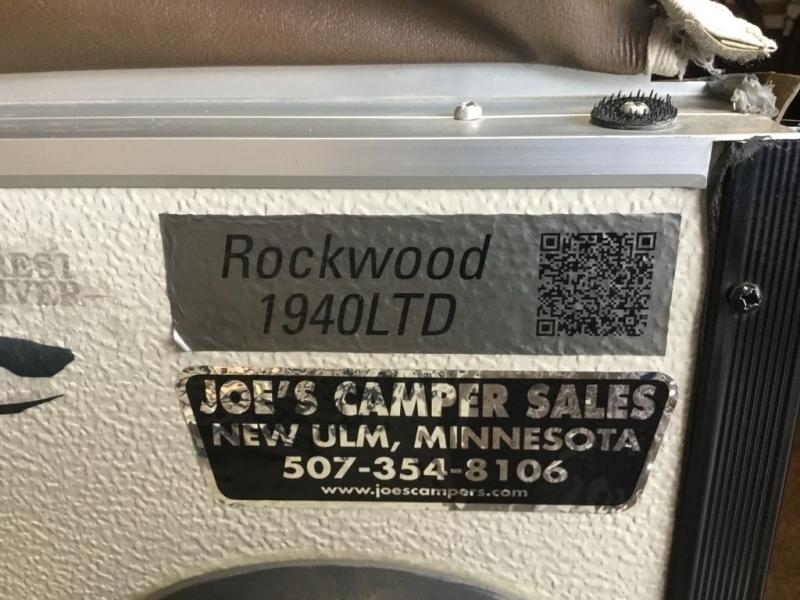 Rockwood
1940LTD
JOE'S CAMPER SALES
NEW ULM, MINNESOTA
507-354-8106
www.joescampers.com